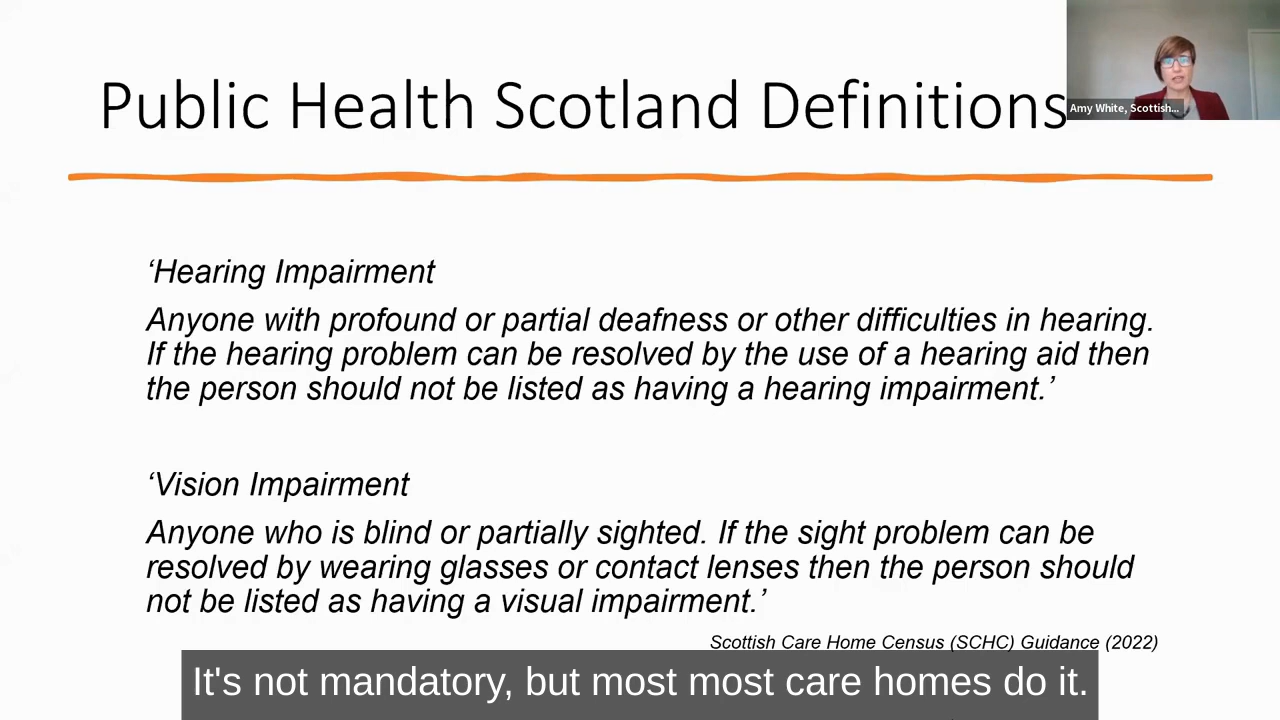 Public Health Scotland Definitions
Amy White, Scottish...
‘Hearing Impairment
Anyone with profound or partial deafness or other difficulties in hearing.
If the hearing problem can be resolved by the use of a hearing aid then
the person should not be listed as having a hearing impairment.’
‘Vision Impairment
Anyone who is blind or partially sighted. If the sight problem can be
resolved by wearing glasses or contact lenses then the person should
not be listed as having a visual impairment.’
Scottish Care Home Census (SCHC) Guidance (2022)
It's not mandatory, but most most care homes do it.